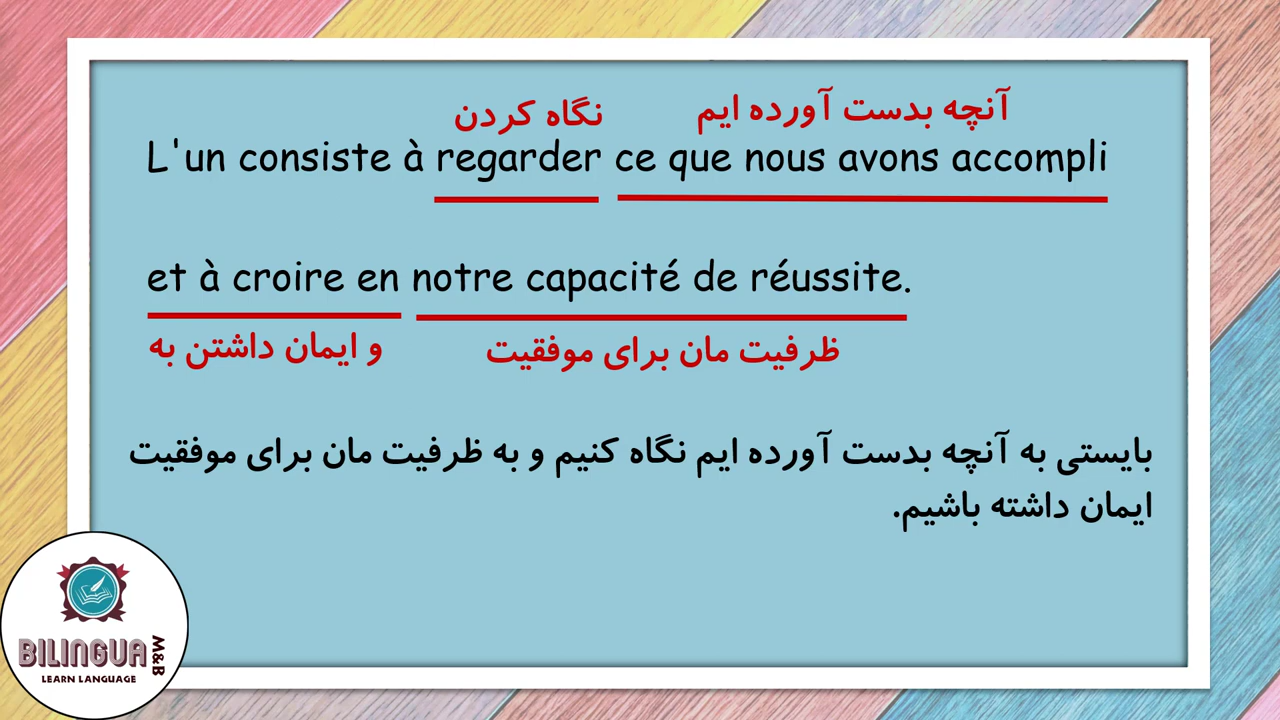 نگاه کردن
آنچه بدست آورده ایم
L'un consiste à regarder ce que nous avons accompli
et à croire en notre capacité de réussite.
و ایمان داشتن به
ظرفیت مان برای موفقیت
بایستی به آنچه بدست آورده ایم نگاه کنیم و به ظرفیت مان برای موفقیت
ایمان داشته باشیم.
BILINGUA
M&B
LEARN LANGUAGE